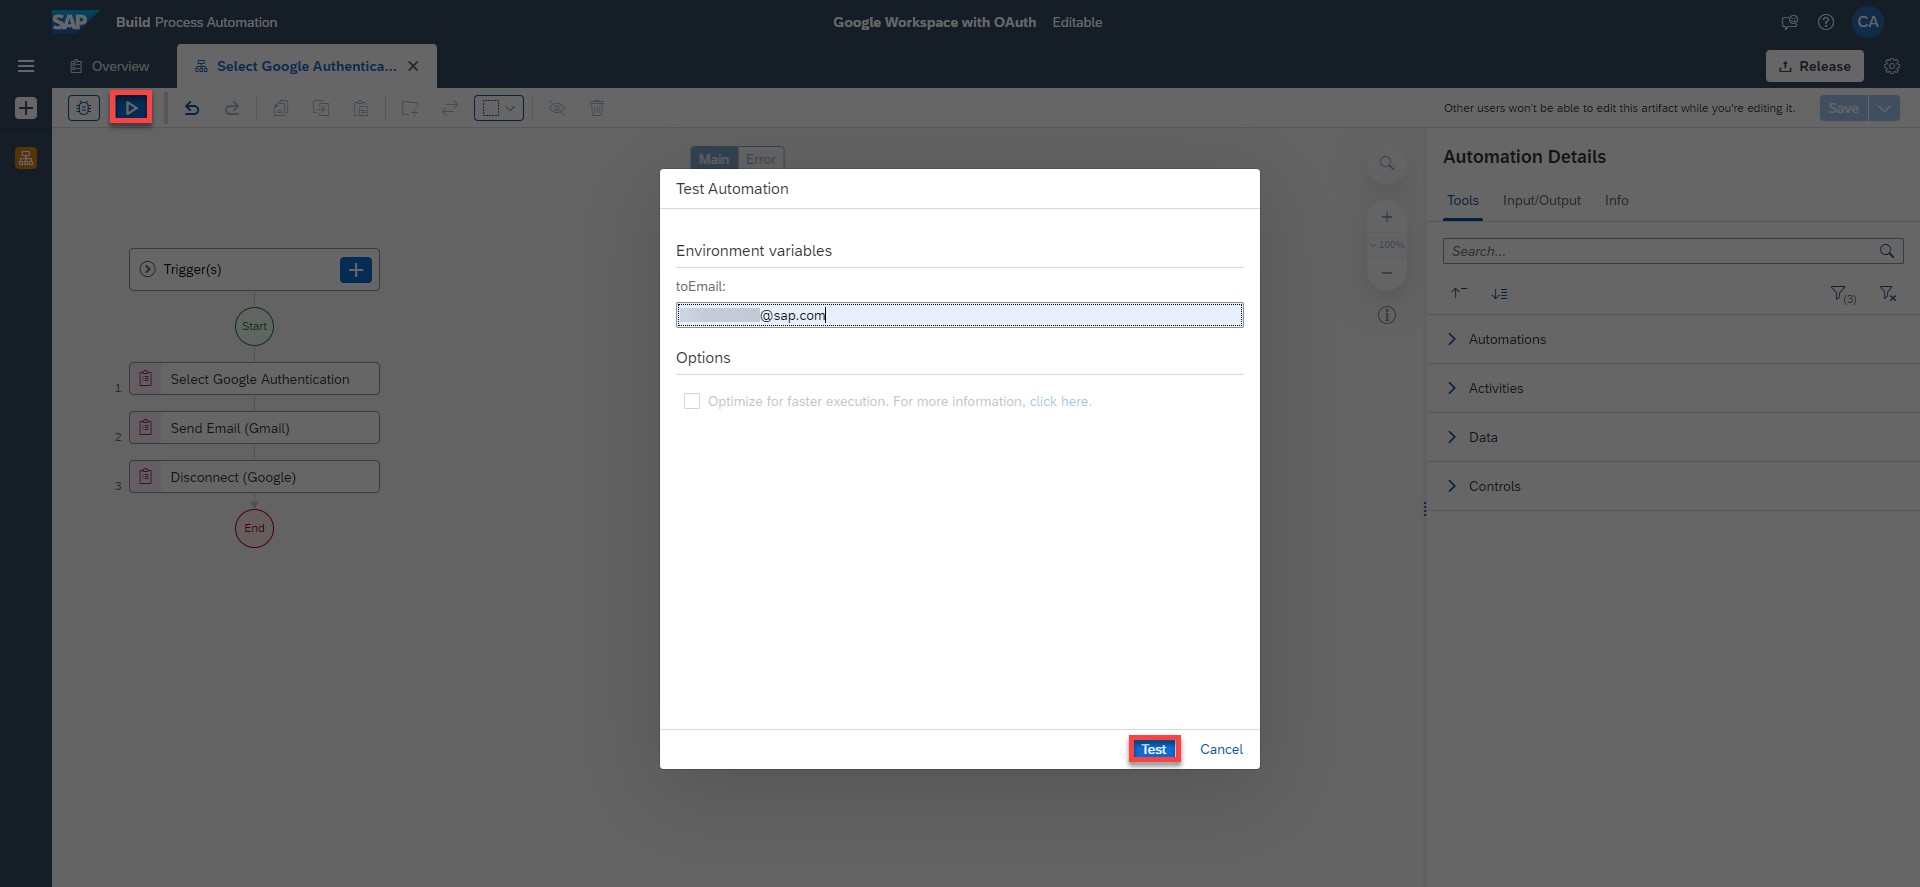 SAP Build Process Automation
Google Workspace with OAuth Editable
CA
Overview
Select Google Authentica...
Release
Other users won't be able to edit this artifact while you're editing it.
Save
Main Error
Automation Details
Tools Input/Output Info
Search...
(3)
Automations
Activities
Data
Controls
100%
Trigger(s)
Start
1 Select Google Authentication
2 Send Email (Gmail)
3 Disconnect (Google)
End
Test Automation
Environment variables
toEmail:
@sap.com
Options
Optimize for faster execution. For more information, click here.
Test Cancel